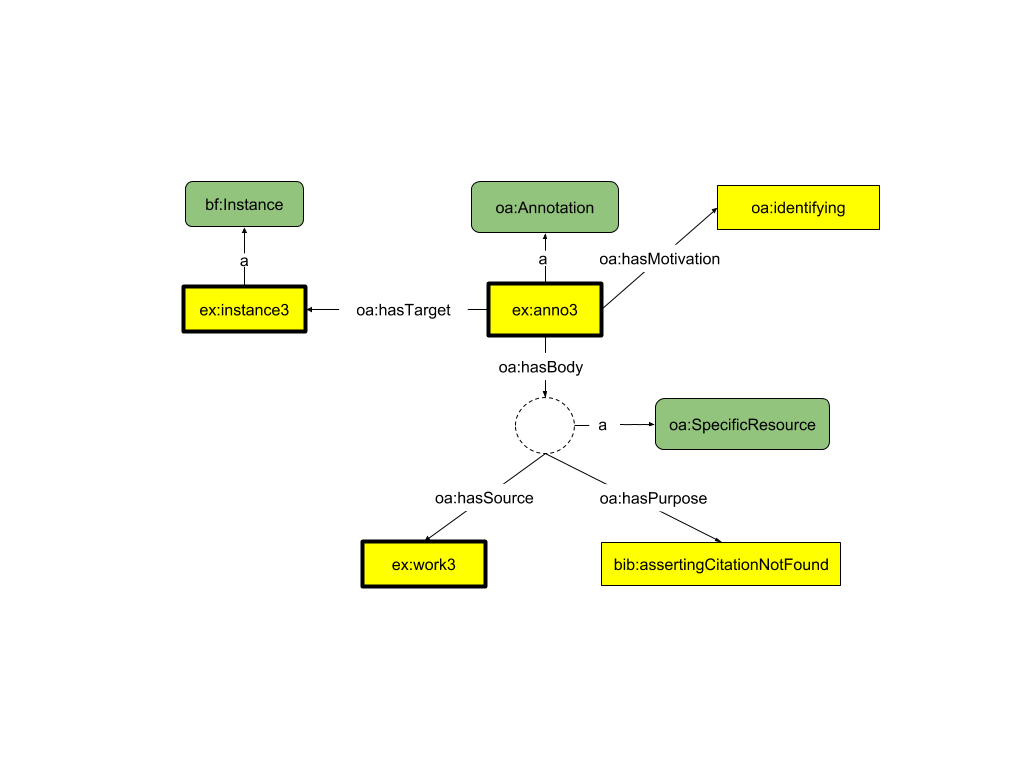 bf:Instance
oa:Annotation
oa:identifying
a
a
oa:hasMotivation
ex:instance3
oa:hasTarget
ex:anno3
oa:hasBody
a
oa:SpecificResource
oa:hasSource
oa:hasPurpose
ex:work3
bib:assertingCitationNotFound